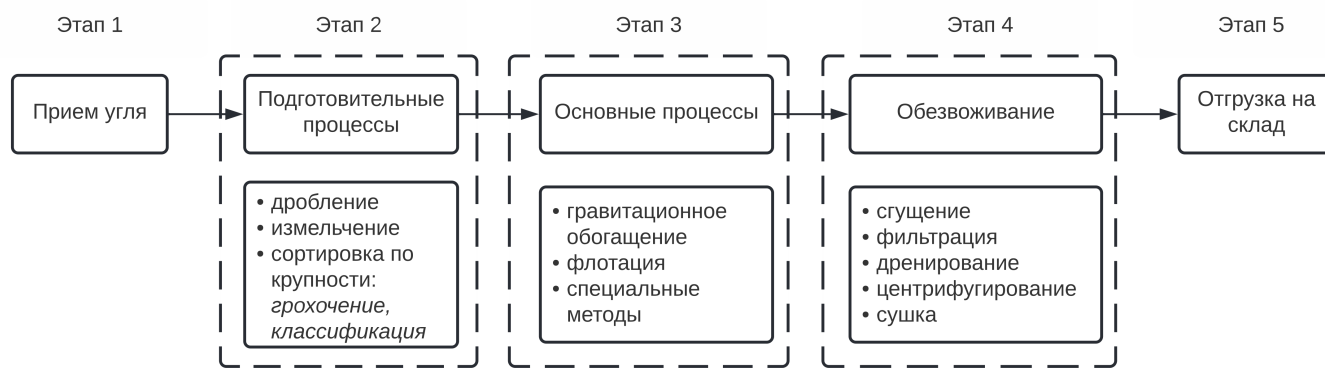 Этап 1
Этап 2
Этап 3
Этап 4
Этап 5
Прием угля
Подготовительные
процессы
Основные процессы
Обезвоживание
Отгрузка на
склад
• дробление
• измельчение
• сортировка по
крупности:
грохочение,
классификация
• гравитационное
обогащение
• флотация
• специальные
методы
• сгущение
• фильтрация
• дренирование
• центрифугирование
• сушка